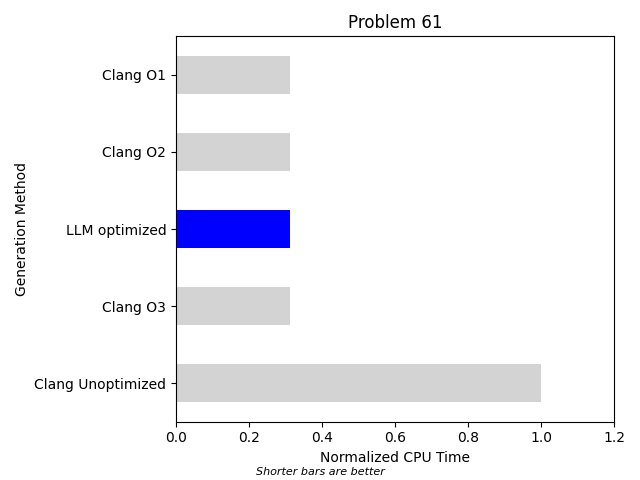 Problem 61
Clang O1
Clang O2
LLM optimized
Clang O3
Clang Unoptimized
Generation Method
0.0 0.2 0.4 0.6 0.8 1.0 1.2
Normalized CPU Time
Shorter bars are better